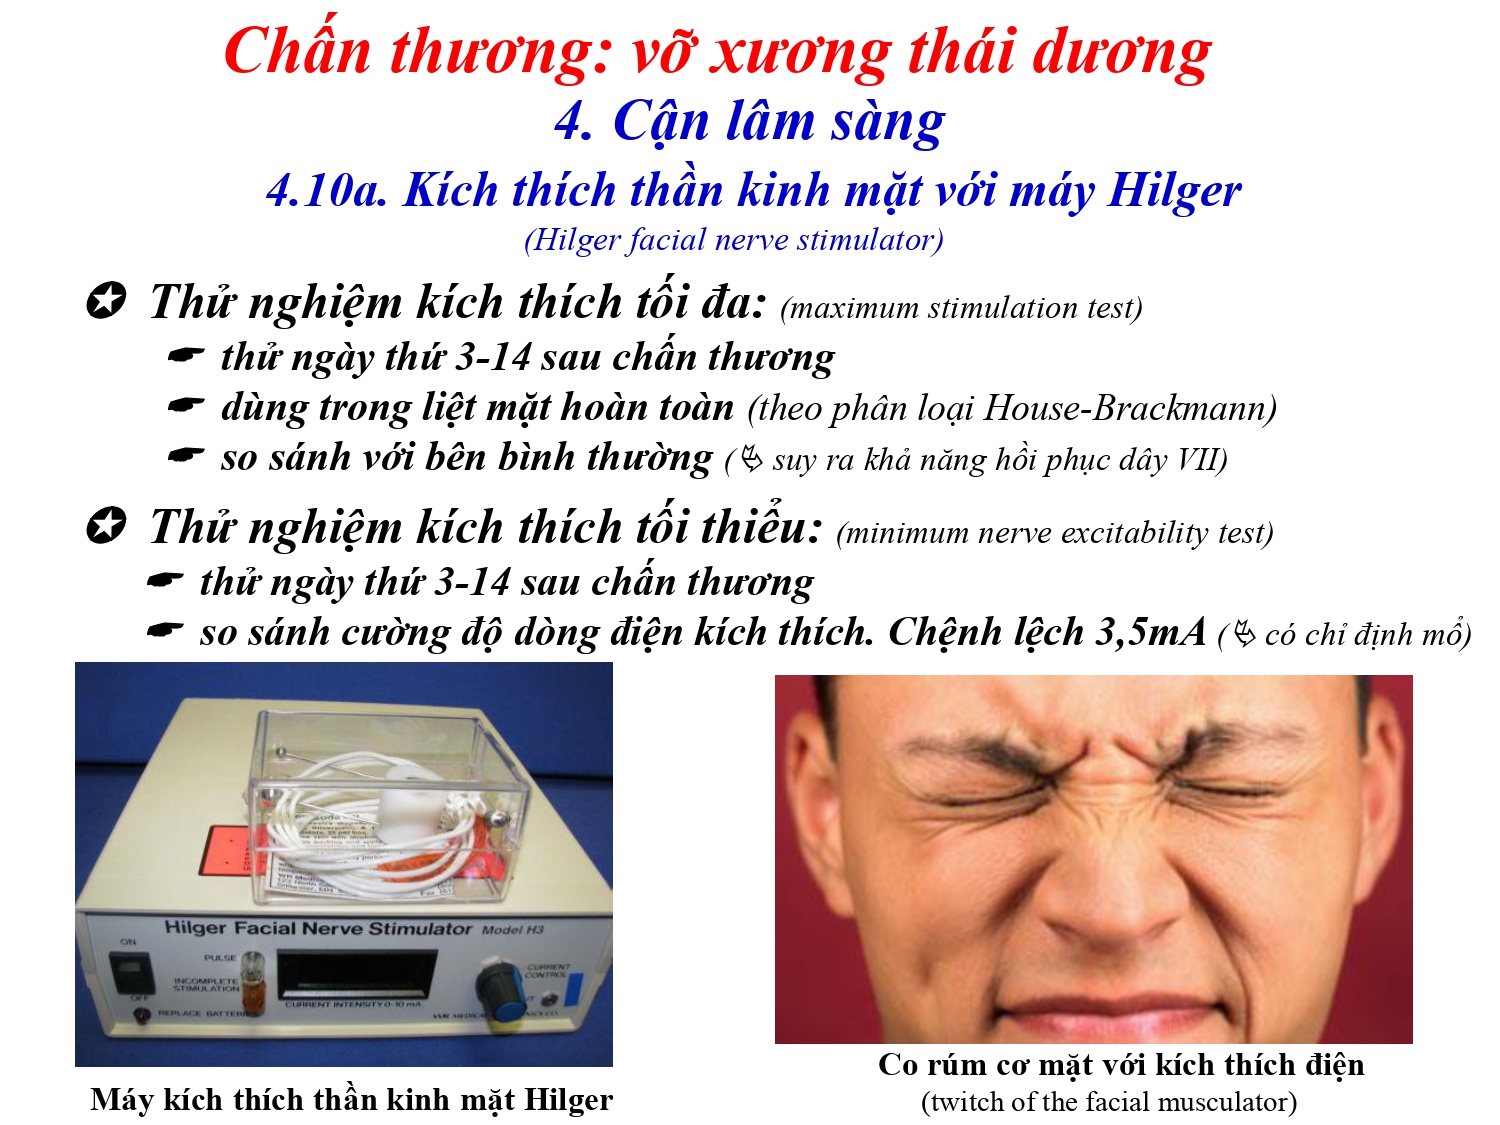 Chấn thương: vỡ xương thái dương
4. Cận lâm sàng
4.10a. Kích thích thần kinh mặt với máy Hilger
(Hilger facial nerve stimulator)
✪ Thử nghiệm kích thích tối đa: (maximum stimulation test)
☛ thử ngày thứ 3-14 sau chấn thương
☛ dùng trong liệt mặt hoàn toàn (theo phân loại House-Brackmann)
☛ so sánh với bên bình thường (⮱ suy ra khả năng hồi phục dây VII)
✪ Thử nghiệm kích thích tối thiểu: (minimum nerve excitability test)
☛ thử ngày thứ 3-14 sau chấn thương
☛ so sánh cường độ dòng điện kích thích. Chệnh lệch 3,5mA (⮱ có chỉ định mổ)
Hilger Facial Nerve Stimulator Model H3
ON
PULSE
INCOMPLETE
STIMULATION
OFF
REPLACE BATTERIES
CURRENT INTENSITY 0-10 mA
CURRENT
CONTROL
Máy kích thích thần kinh mặt Hilger
Co rúm cơ mặt với kích thích điện
(twitch of the facial musculator)